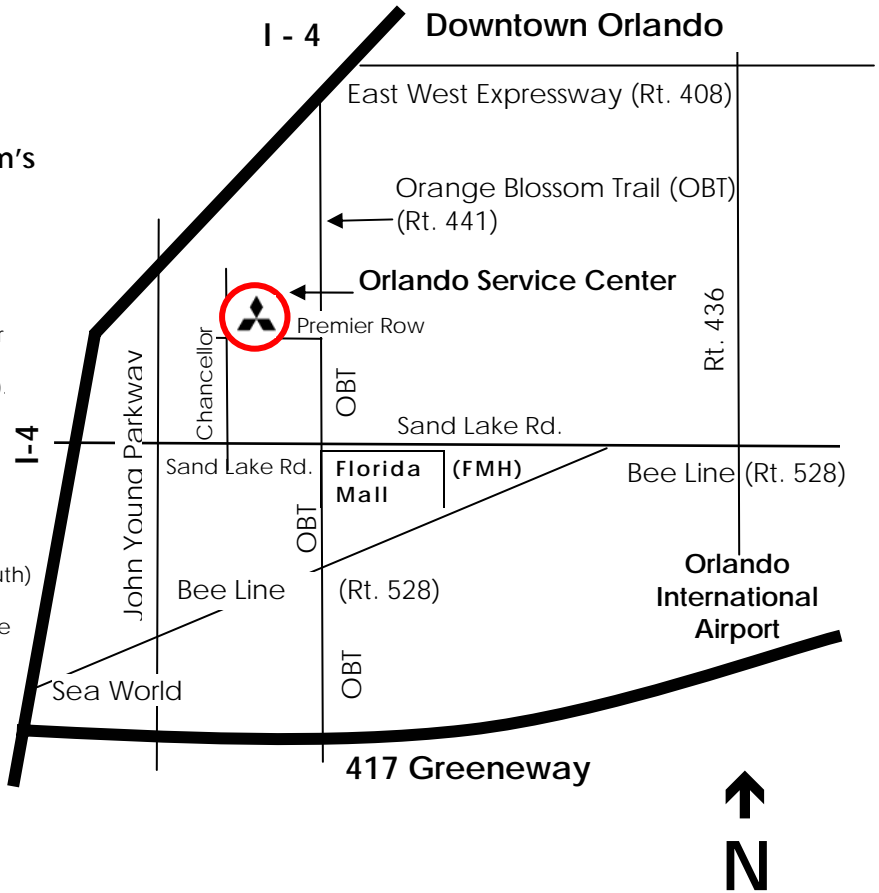 I - 4
Downtown Orlando
East West Expressway (Rt. 408)
m's
Orange Blossom Trail (OBT)
(Rt. 441)
Orlando Service Center
Premier Row
Rt. 436
r
Chancellor
OBT
).
Sand Lake Rd.
I-4
John Young Parkway
Sand Lake Rd.
Florida
Mall
(FMH)
Bee Line (Rt. 528)
OBT
uth)
Bee Line
(Rt. 528)
Orlando
International
Airport
e
OBT
Sea World
417 Greeneway
N